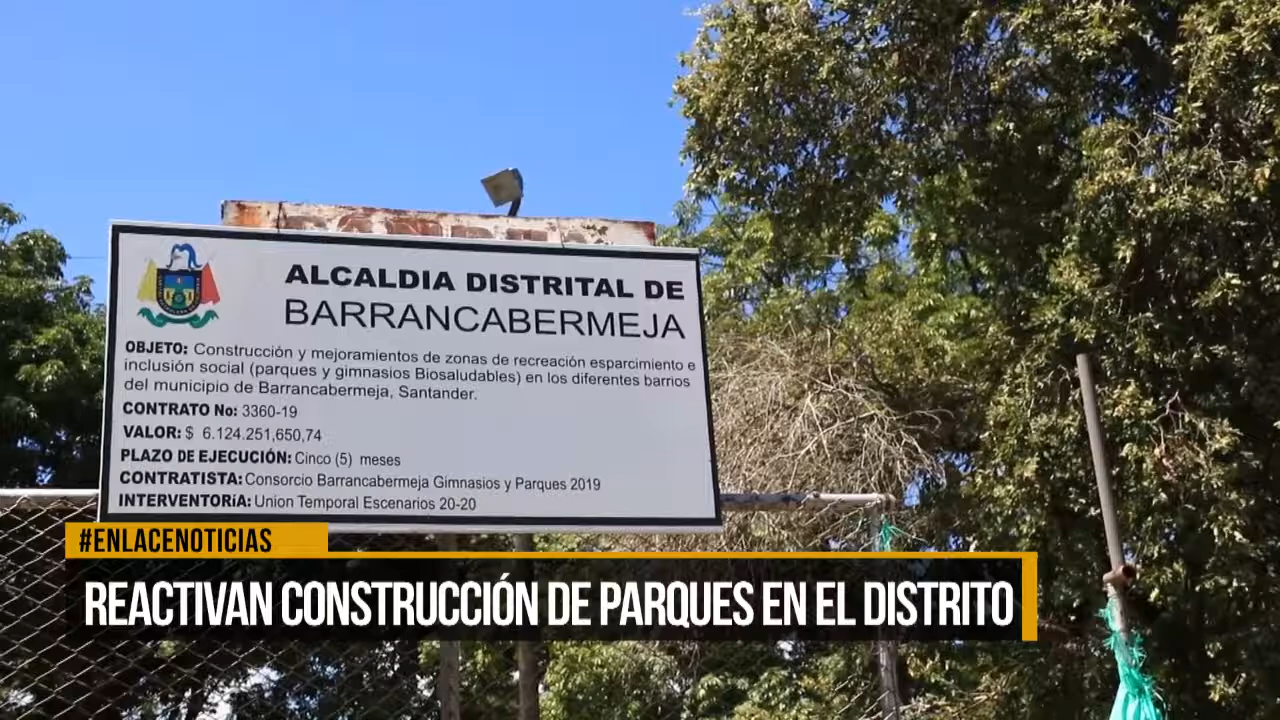 ALCALDIA DISTRITAL DE
BARRANCABERMEJA
OBJETO: Construcción y mejoramientos de zonas de recreación esparcimiento e
inclusión social (parques y gimnasios Biosaludables) en los diferentes barrios
del municipio de Barrancabermeja, Santander.
CONTRATO No: 3360-19
VALOR: $ 6.124.251,650,74
PLAZO DE EJECUCIÓN: Cinco (5) meses
CONTRATISTA: Consorcio Barrancabermeja Gimnasios y Parques 2019
INTERVENTORíA: Union Temporal Escenarios 20-20
#ENLACENOTICIAS
REACTIVAN CONSTRUCCIÓN DE PARQUES EN EL DISTRITO